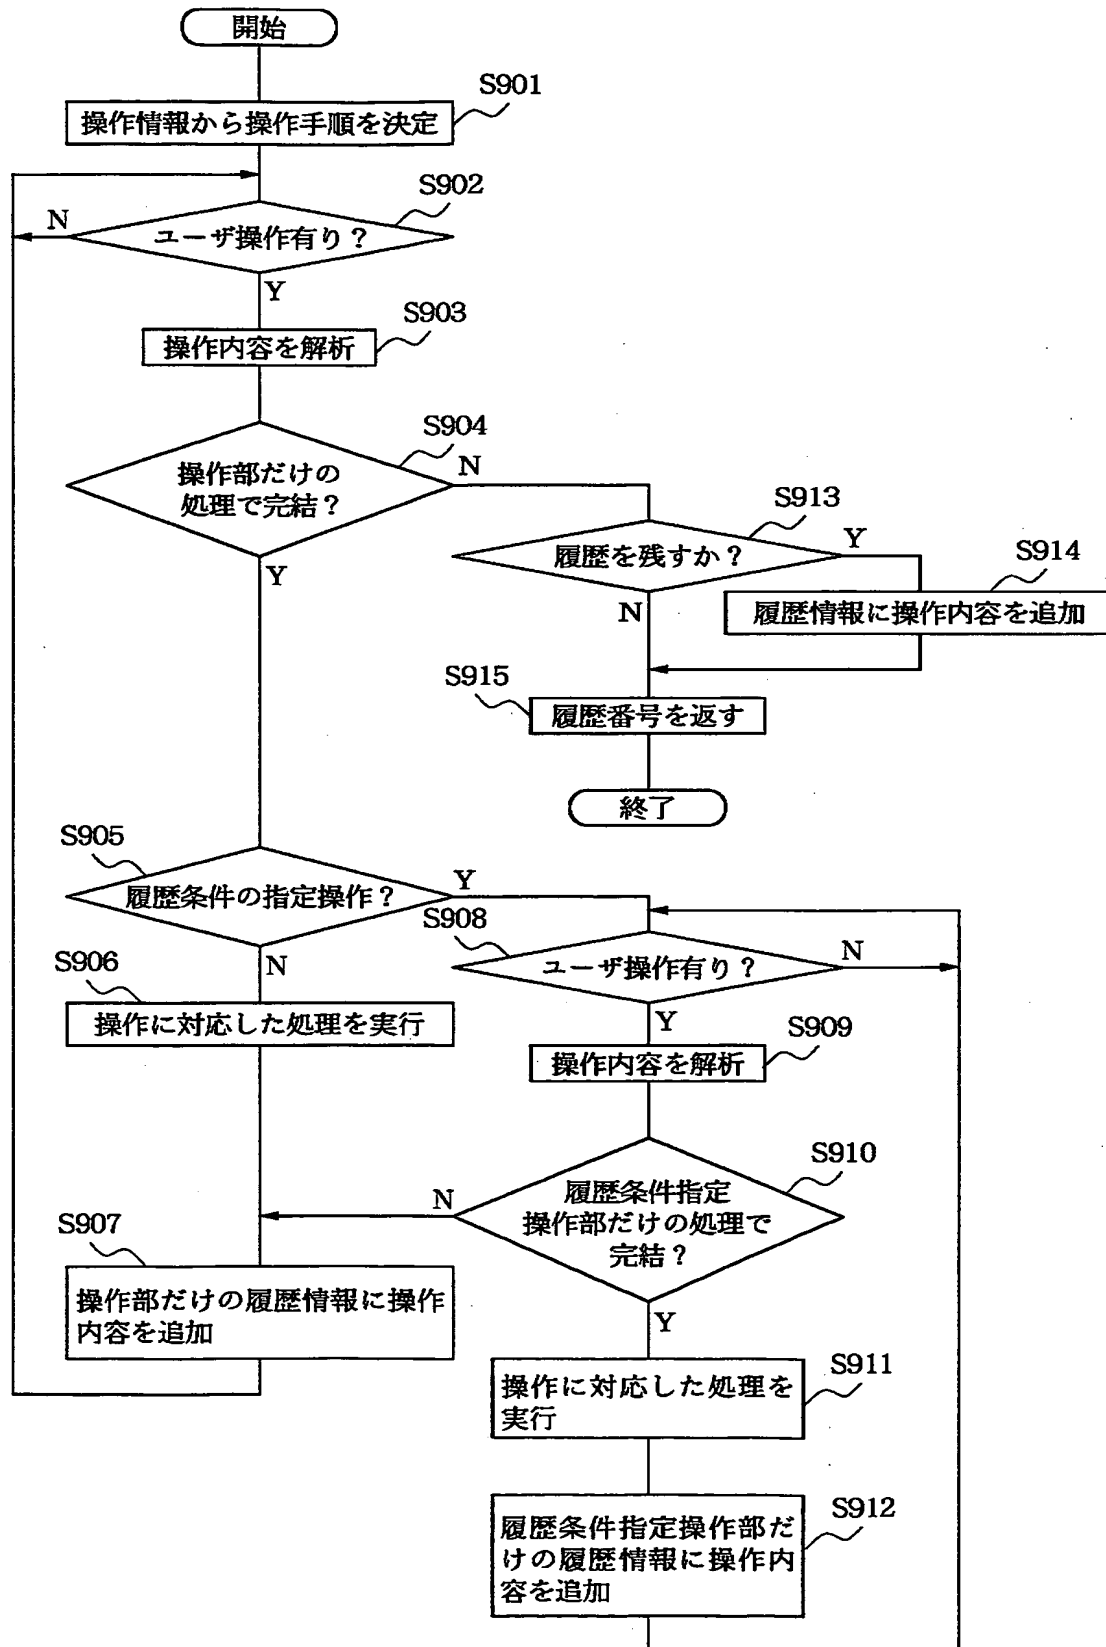 開始
S901
操作情報から操作手順を決定
S902
N
ユーザ操作有り?
Y
S903
操作内容を解析
S904
N
操作部だけの
処理で完結?
Y
S913
履歴を残すか?
Y
S914
N
履歴情報に操作内容を追加
S915
履歴番号を返す
終了
S905
履歴条件の指定操作?
Y
N
S908
ユーザ操作有り?
N
Y
S906
操作に対応した処理を実行
S909
操作内容を解析
S910
N
履歴条件指定
操作部だけの処理で
完結?
Y
S907
操作部だけの履歴情報に操作
内容を追加
S911
操作に対応した処理を
実行
S912
履歴条件指定操作部だ
けの履歴情報に操作内
容を追加